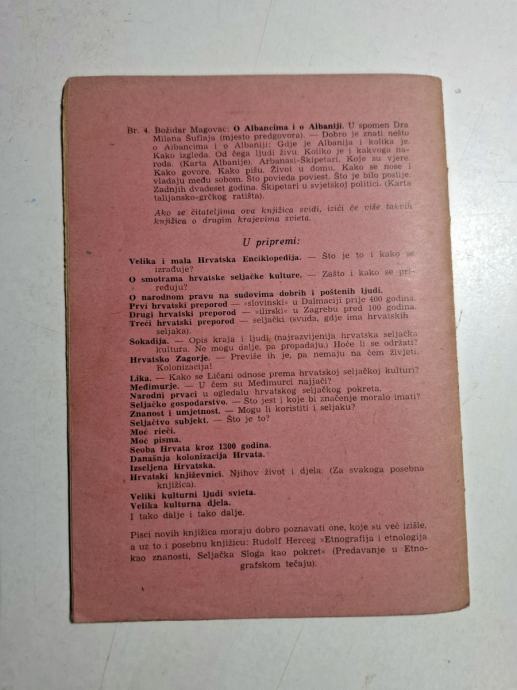 Br. 4. Božidar Magovac: O Albancima i o Albaniji. U spomen Dra
Milana Šuflaja (mjesto predgovora). — Dobro je znati nešto
o Albancima i o Albaniji: Gdje je Albanija i kolika je.
Kako izgleda. Od čega ljudi živu. Koliko je i kakvoga na-
roda. (Karta Albanije). Arbanasi-Škipetari. Koje su vjere.
Kako govore. Kako pišu. Život u domu. Kako se nose i
vladaju među sobom. Što povieda poviest. Što je bilo poslije.
Zadnjih dvadeset godina. Škipetari u svjetskoj politici. (Karta
talijansko-grčkog ratišta).
Ako se čitateljima ova knjižica svidi, izići će više takvih
knjižica o drugim krajevima svieta.
U pripremi:
Velika i mala Hrvatska Enciklopedija. — Što je to i kako se
izrađuje?
O smotrama hrvatske seljačke kulture. — Zašto i kako se pri-
ređuju?
O narodnom pravu na sudovima dobrih i poštenih ljudi.
Prvi hrvatski preporod — »slovinski« u Dalmaciji prije 400 godina.
Drugi hrvatski preporod — »ilirski« u Zagrebu pred 100 godina.
Treći hrvatski preporod — seljački (svuda, gdje ima hrvatskih
seljaka).
Šokadija. — Opis kraja i ljudi (najrazvijenija hrvatska seljačka
kultura. Ne mogu dalje, pa propadaju.) Hoće li se održati?
Hrvatsko Zagorje. — Previše ih je, pa nemaju na čem živjeti.
Kolonizacija!
Lika. — Kako se Ličani odnose prema hrvatskoj seljačkoj kulturi?
Međimurje. — U čem su Međimurci najjači?
Narodni prvaci u ogledalu hrvatskog seljačkog pokreta.
Seljačko gospodarstvo. — Što jest i koje bi značenje moralo imati?
Znanost i umjetnost. — Mogu li koristiti i seljaku?
Seljačtvo subjekt. — Što je to?
Moć rieči.
Moć pisma.
Seoba Hrvata kroz 1300 godina.
Današnja kolonizacija Hrvata.
Izseljena Hrvatska.
Hrvatski književnici. Njihov život i djela. (Za svakoga posebna
knjižica).
Veliki kulturni ljudi svieta.
Velika kulturna djela.
I tako dalje i tako dalje.
Pisci novih knjižica moraju dobro poznavati one, koje su već izišle,
a uz to i posebnu knjižicu: Rudolf Herceg »Etnografija i etnologija
kao znanosti, Seljačka Sloga kao pokret« (Predavanje u Etno-
grafskom tečaju).